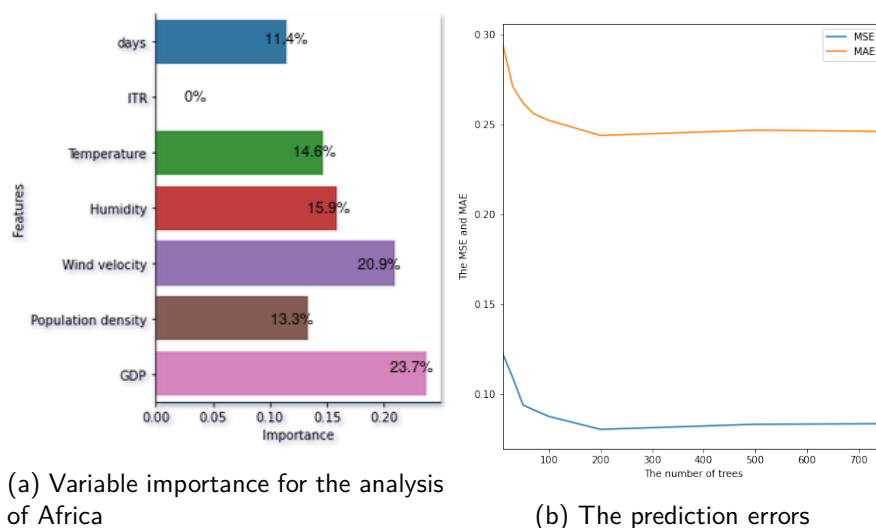 days
11.4%
ITR
0%
Temperature
14.6%
Humidity
15.9%
Wind velocity
20.9%
Population density
13.3%
GDP
23.7%
Features
0.00 0.05 0.10 0.15 0.20
Importance
(a) Variable importance for the analysis
of Africa
0.30
0.25
0.20
0.15
0.10
The MSE and MAE
MSE
MAE
100 200 300 400 500 600 700
The number of trees
(b) The prediction errors